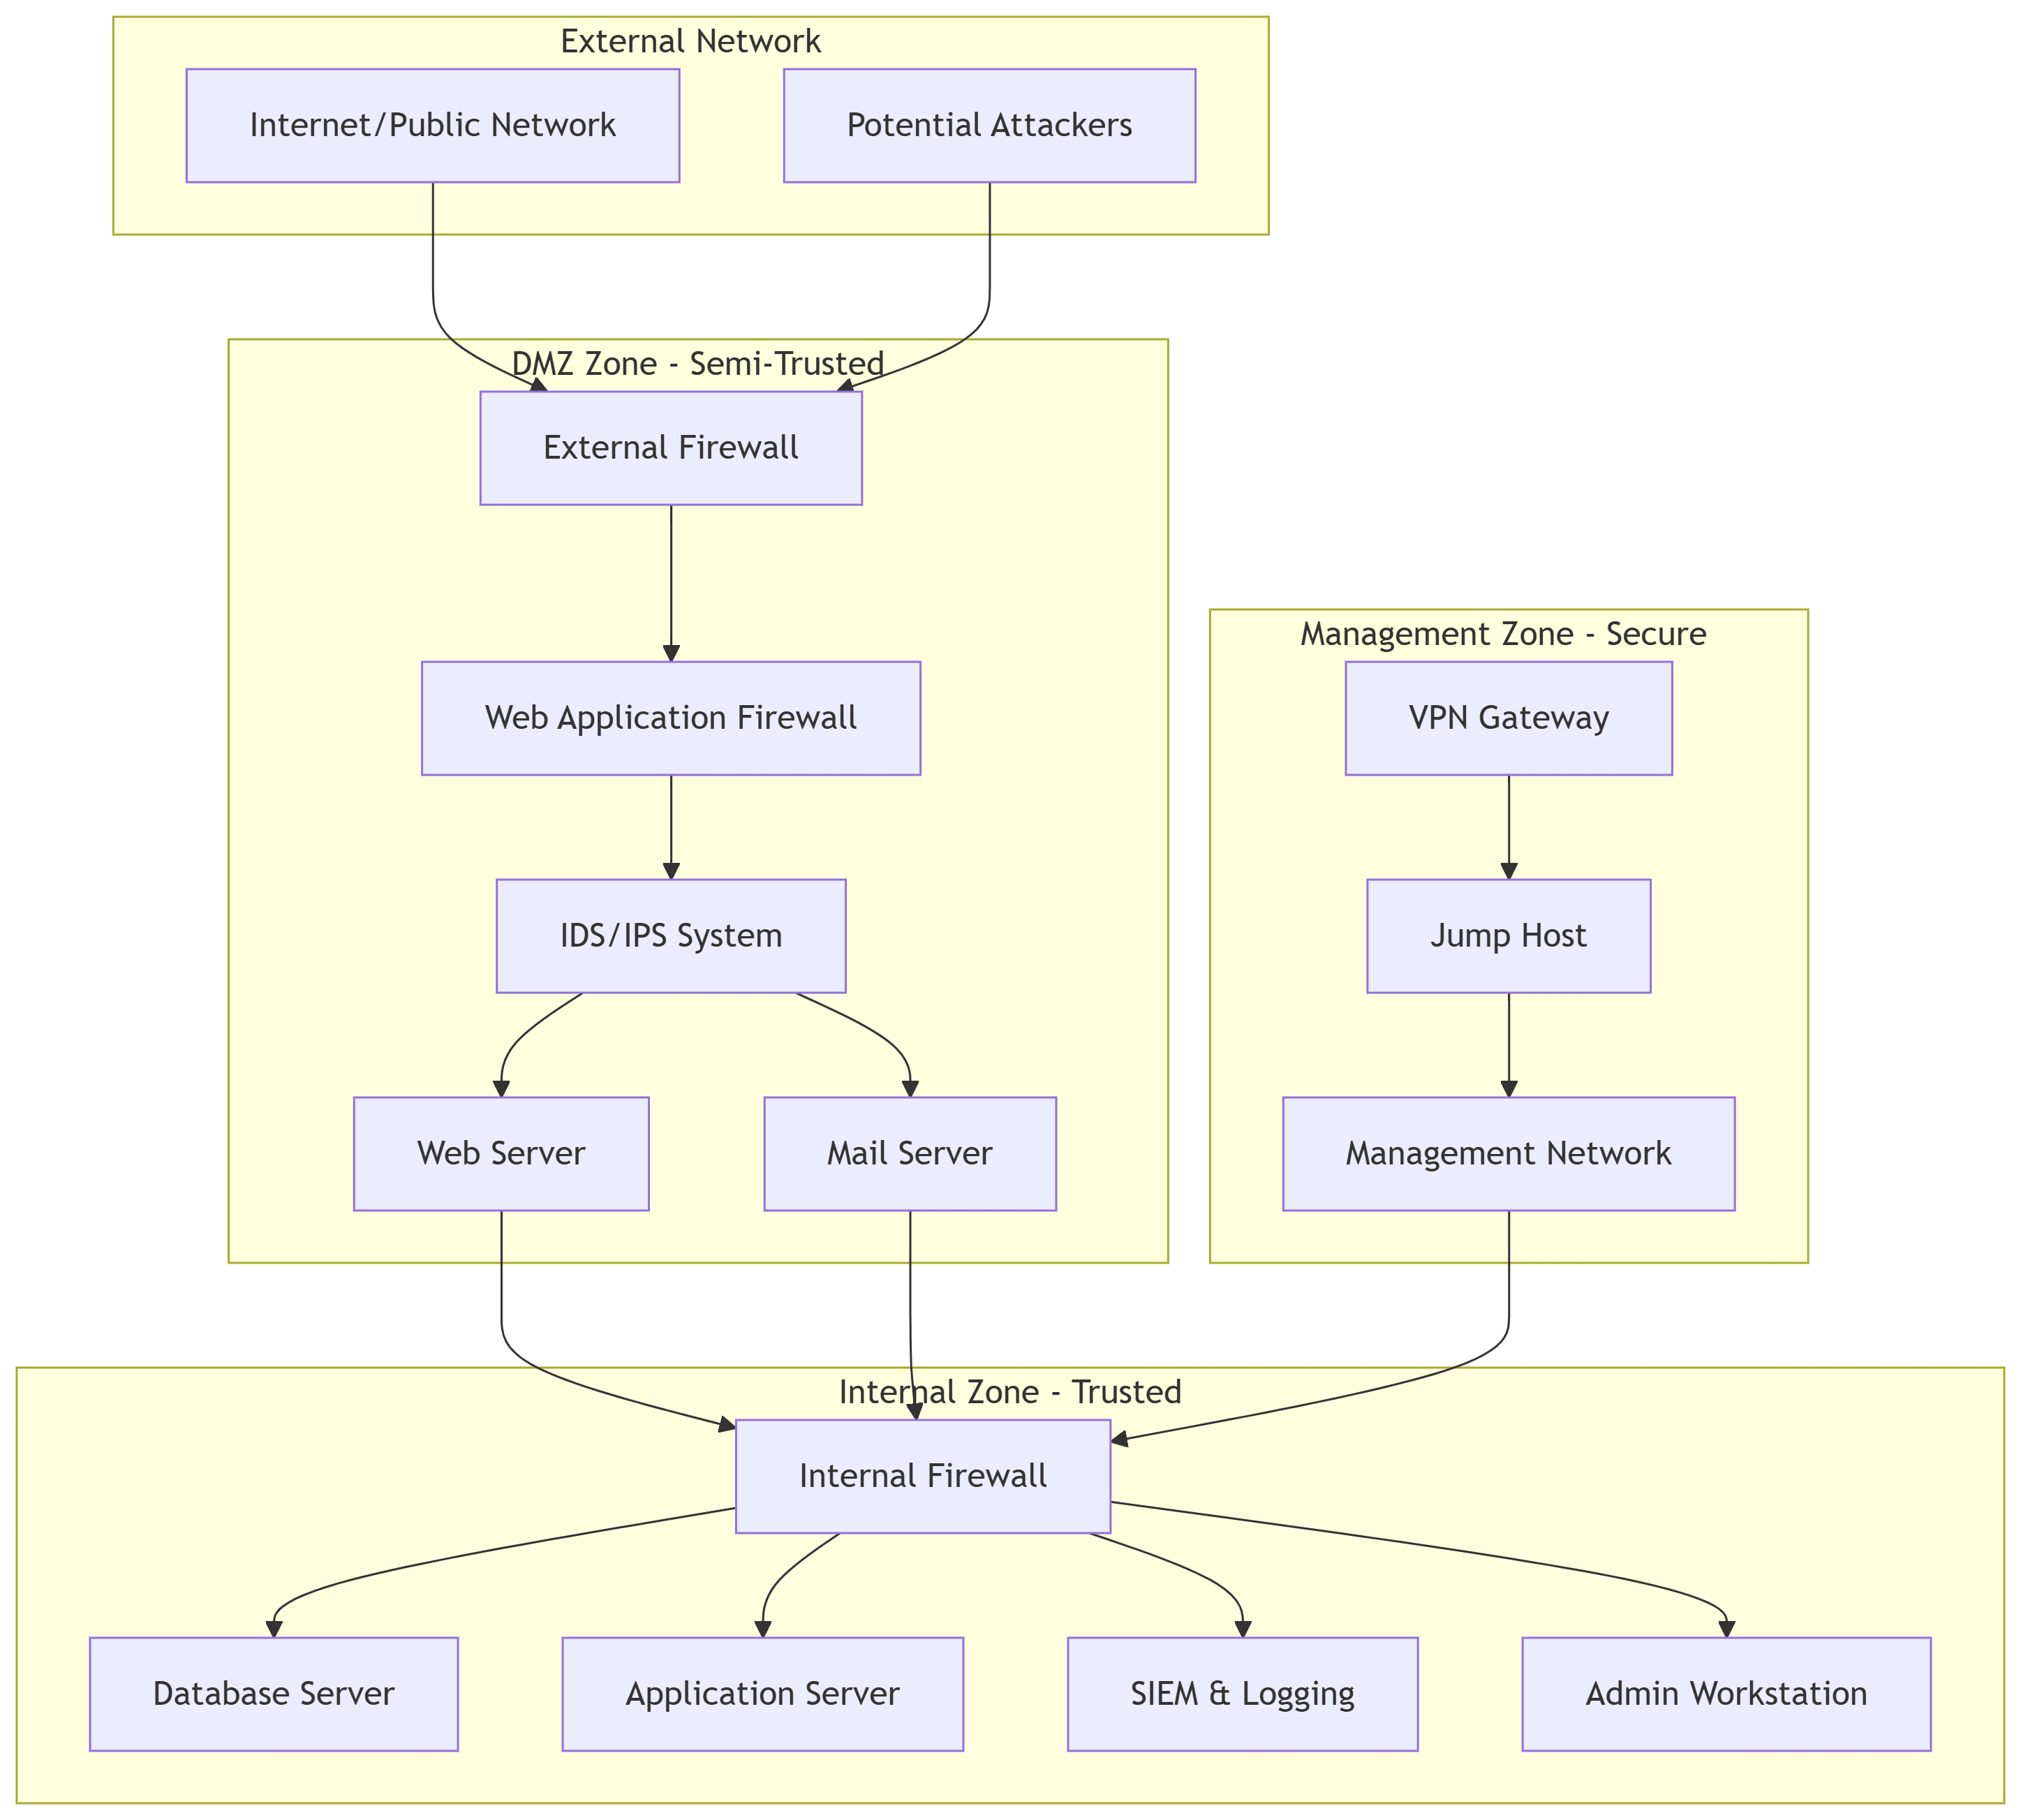 External Network
Internet/Public Network
Potential Attackers
DMZ Zone - Semi-Trusted
External Firewall
Web Application Firewall
IDS/IPS System
Web Server
Mail Server
Management Zone - Secure
VPN Gateway
Jump Host
Management Network
Internal Zone - Trusted
Internal Firewall
Database Server
Application Server
SIEM & Logging
Admin Workstation